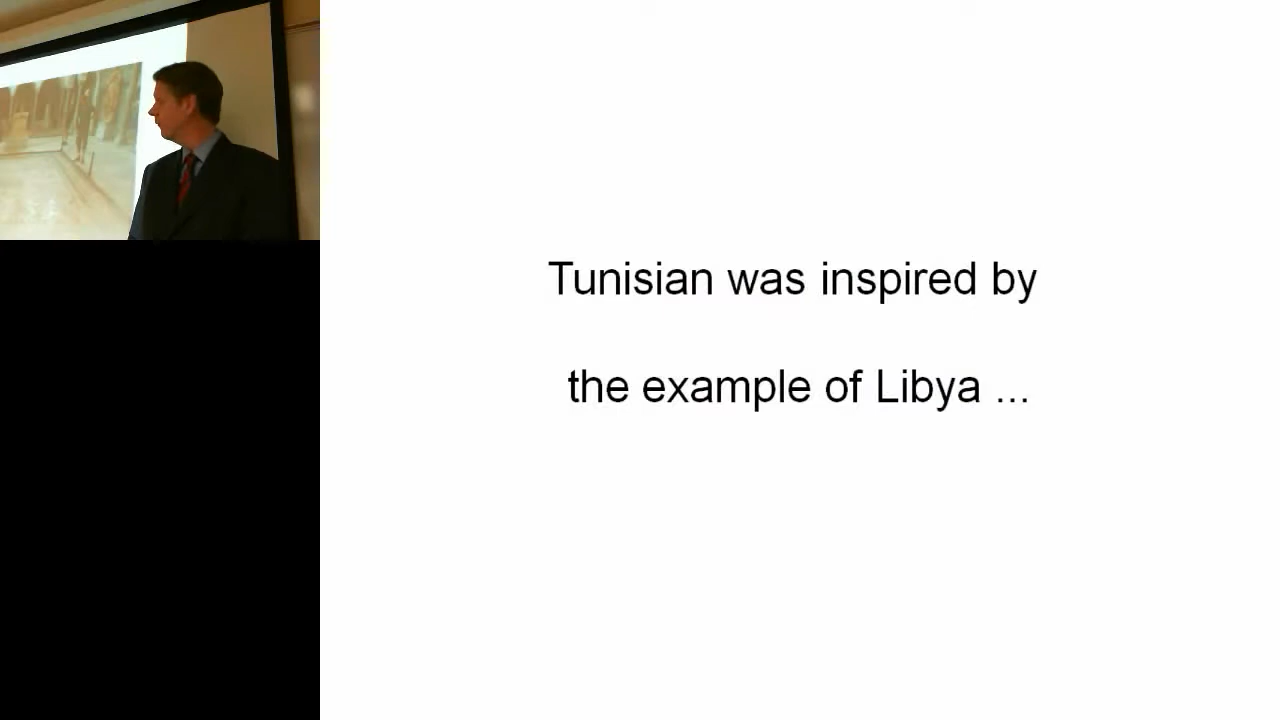 Tunisian was inspired by
the example of Libya ...